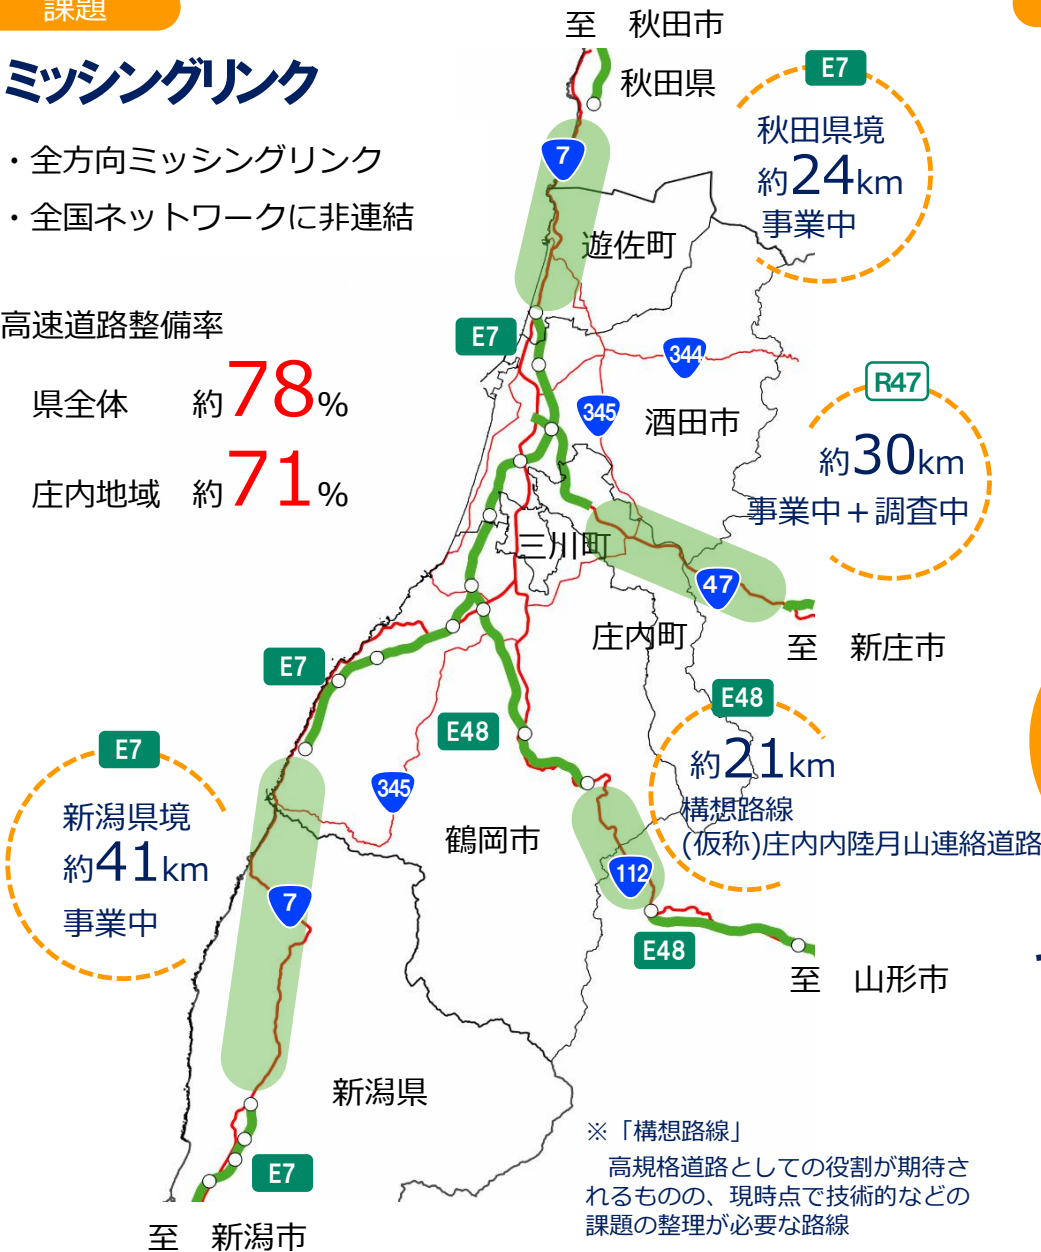 課題
ミッシングリンク
・全方向ミッシングリンク
・全国ネットワークに非連結
高速道路整備率
県全体 約78%
庄内地域 約71%
至 秋田市
秋田県
E7
秋田県境
約24km
事業中
7
遊佐町
E7
344
345
酒田市
R47
約30km
事業中＋調査中
三川町
47
庄内町
至 新庄市
E7
E48
E48
約21km
構想路線
(仮称)庄内内陸月山連絡道路
E7
新潟県境
約41km
事業中
345
鶴岡市
112
7
E48
至 山形市
新潟県
E7
至 新潟市
※「構想路線」
高規格道路としての役割が期待さ
れるものの、現時点で技術的などの
課題の整理が必要な路線